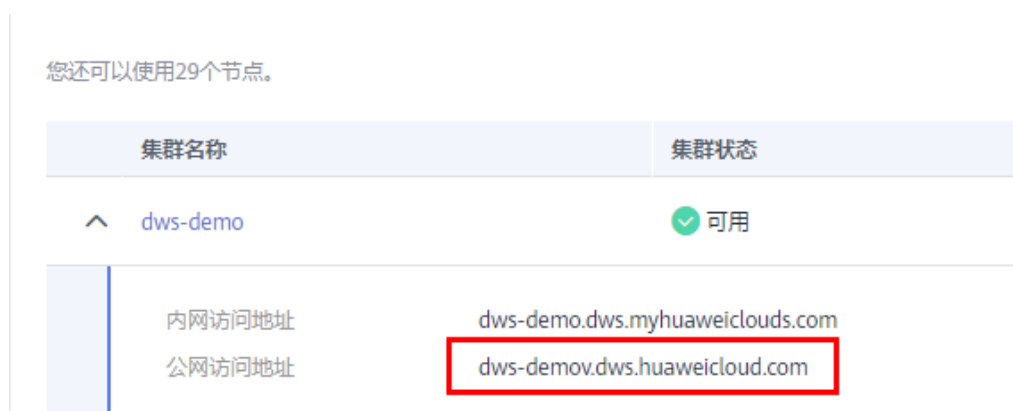 您还可以使用29个节点。
集群名称 集群状态
dws-demo 可用
内网访问地址 dws-demo.dws.myhuaweiclouds.com
公网访问地址 dws-demov.dws.huaweicloud.com